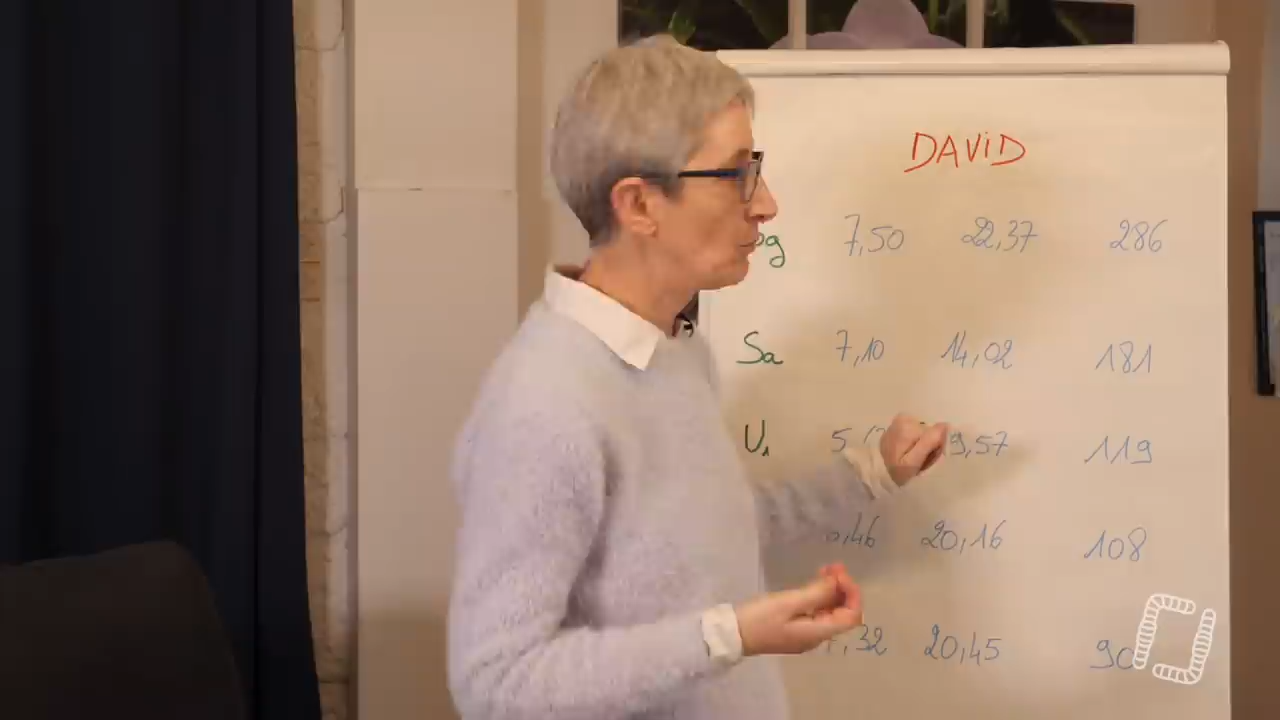 DAViD
7,50 22,37 286
Sa 7,10 14,02 181
9,57 119
20,16 108
20,45 90